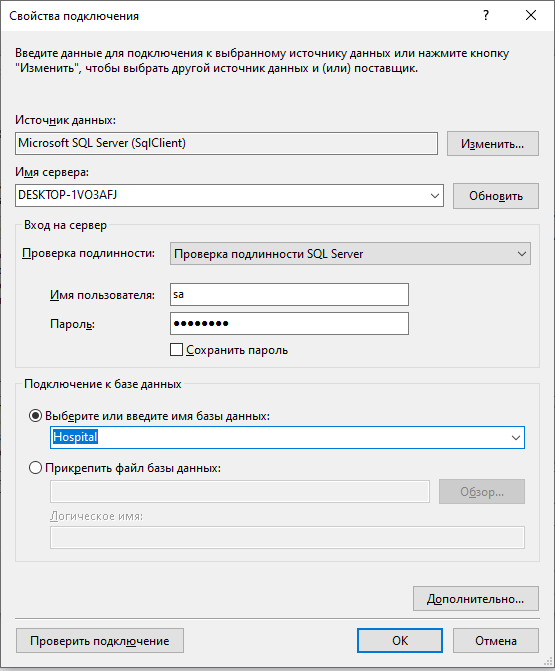 Свойства подключения
Введите данные для подключения к выбранному источнику данных или нажмите кнопку
"Изменить", чтобы выбрать другой источник данных и (или) поставщик.
Источник данных:
Microsoft SQL Server (SqlClient)
Изменить...
Имя сервера:
DESKTOP-1VO3AFJ
Обновить
Вход на сервер
Проверка подлинности:
Проверка подлинности SQL Server
Имя пользователя:
sa
Пароль:
●●●●●●●●
Сохранить пароль
Подключение к базе данных
Выберите или введите имя базы данных:
Hospital
Прикрепить файл базы данных:
Обзор...
Логическое имя:
Дополнительно...
Проверить подключение
ОК
Отмена